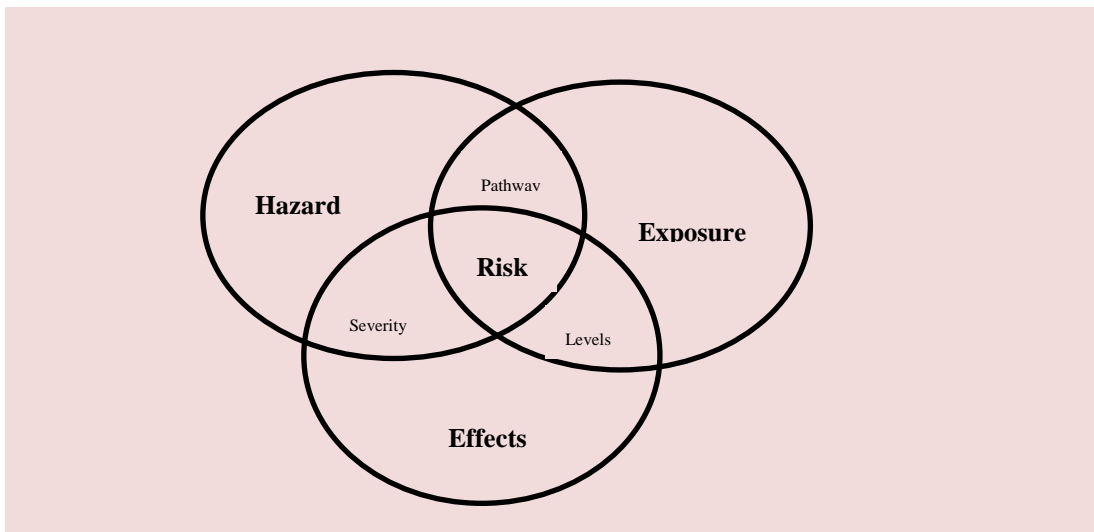 Pathway
Hazard
Exposure
Risk
Severity
Levels
Effects